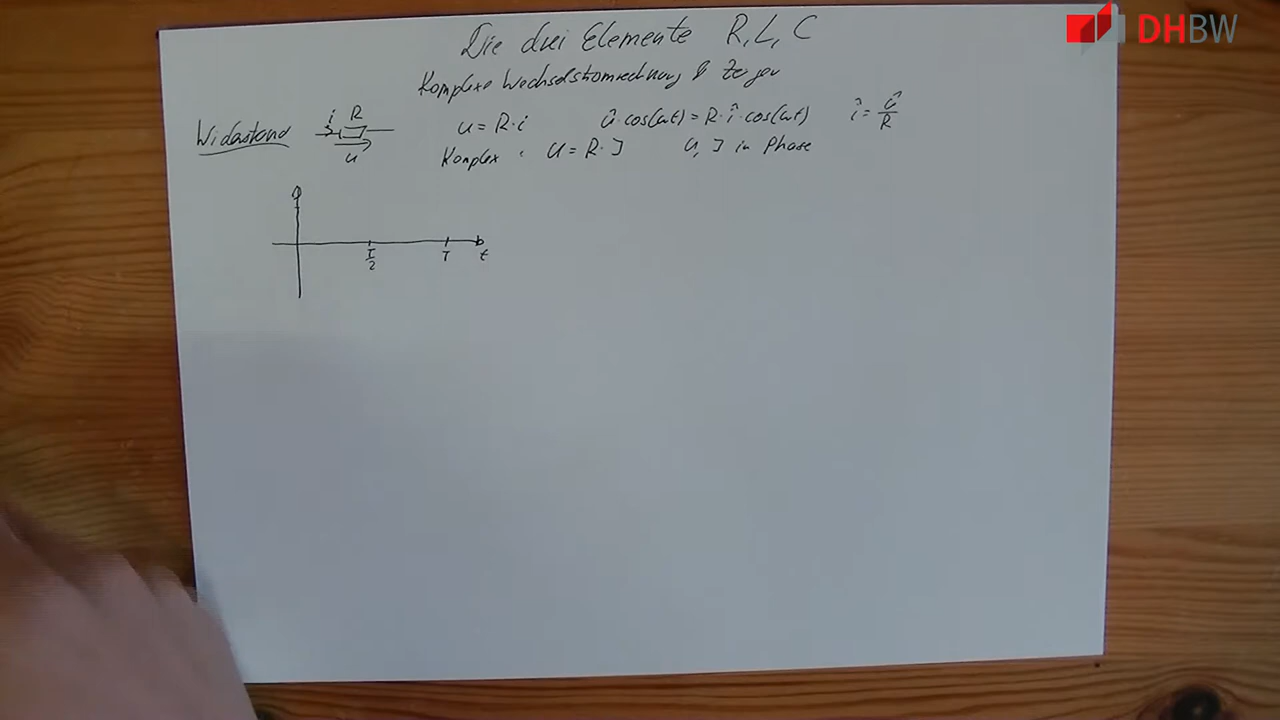 DHBW
Die drei Elemente R, L, C
Komplexe Wechselstromrechnung & Zeiger
Widerstand i R u u = R · i û · cos(ωt) = R · î · cos(ωt) î = û/R
Komplex : U = R · I U, I in Phase
T/2 T t